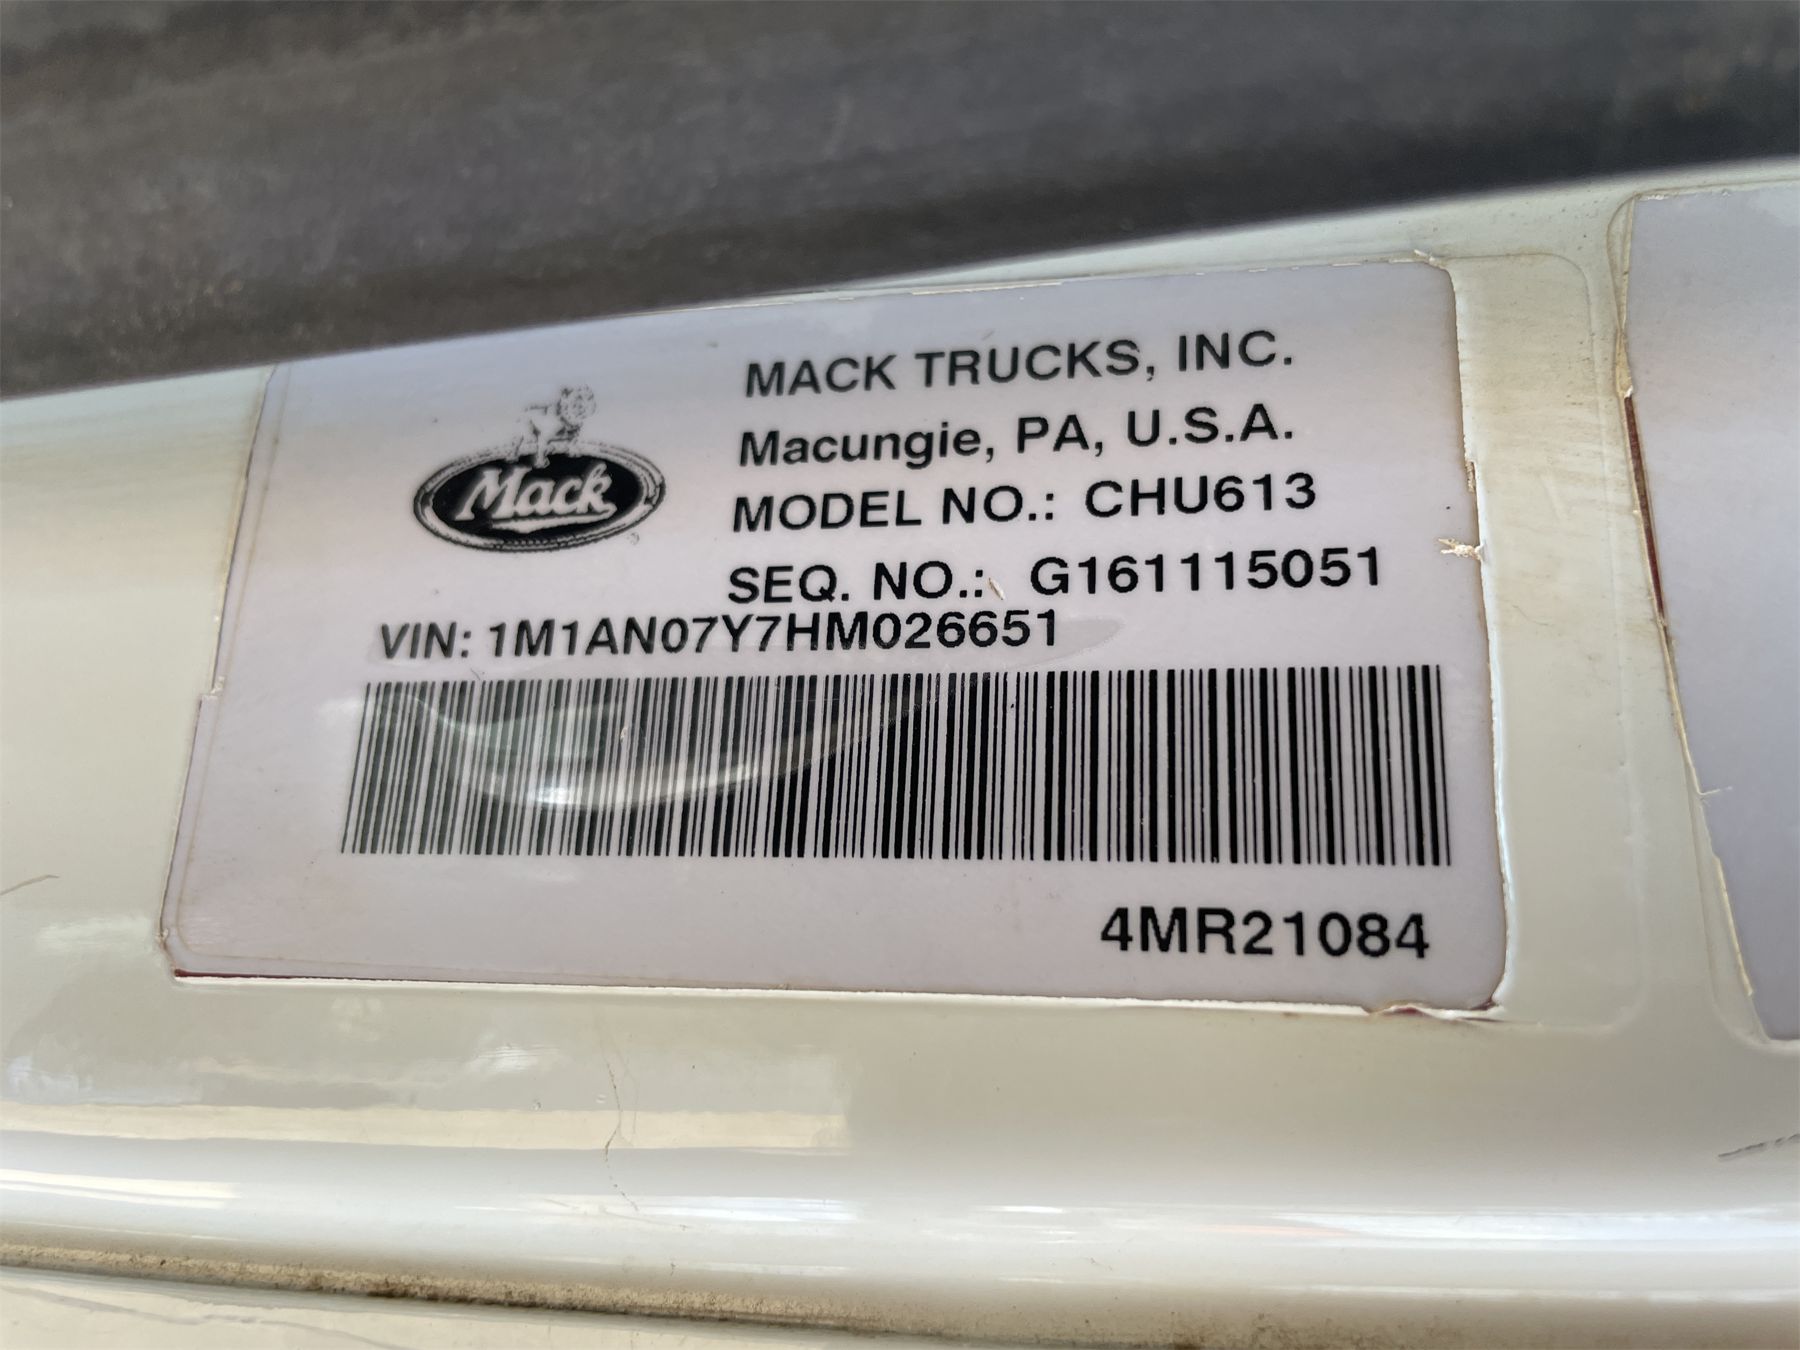 Mack
MACK TRUCKS, INC.
Macungie, PA, U.S.A.
MODEL NO.: CHU613
SEQ. NO.: G161115051
VIN: 1M1AN07Y7HM026651
4MR21084